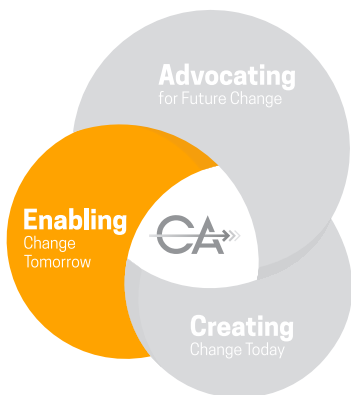 Advocating
for Future Change
Enabling
Change
Tomorrow
CA
Creating
Change Today